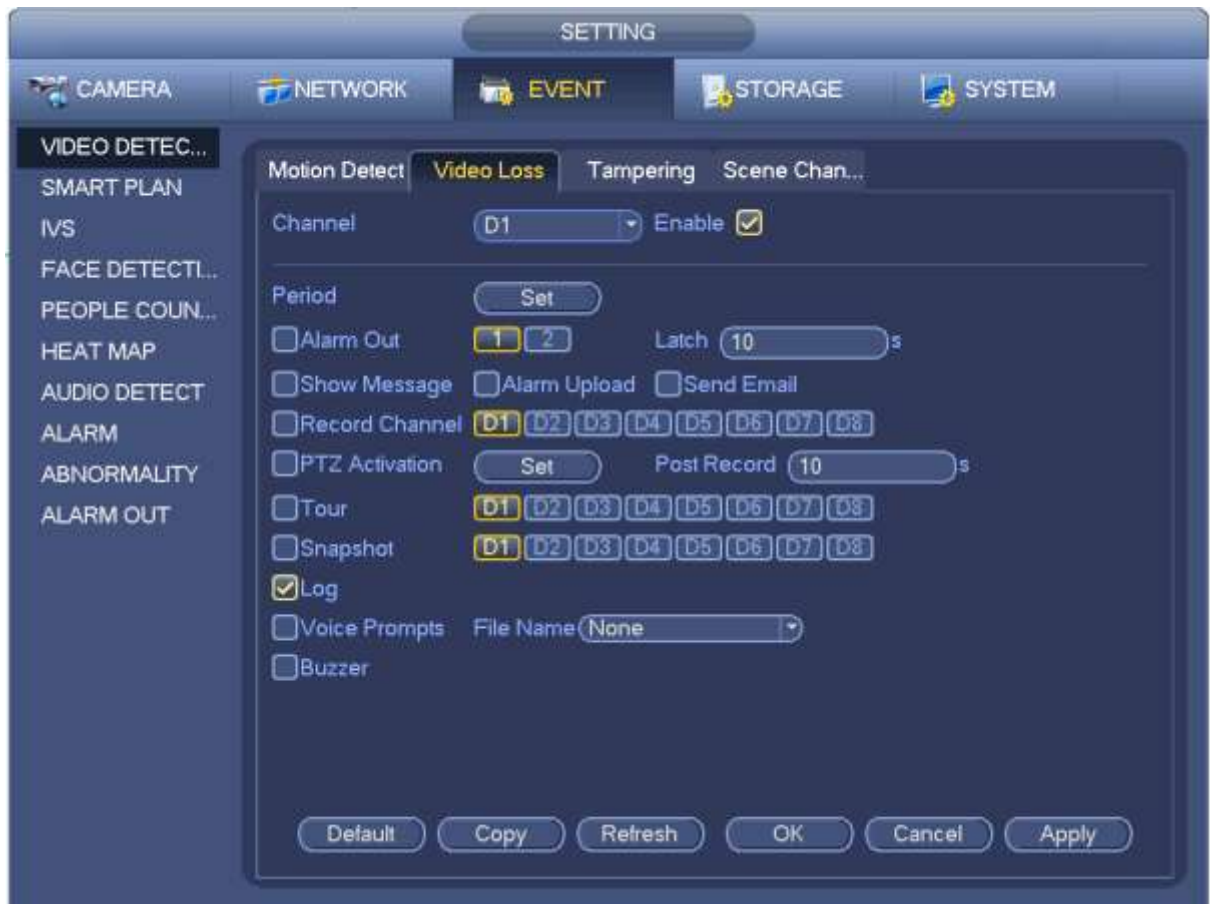 SETTING
CAMERA NETWORK EVENT STORAGE SYSTEM
VIDEO DETEC...
SMART PLAN
IVS
FACE DETECTI...
PEOPLE COUN...
HEAT MAP
AUDIO DETECT
ALARM
ABNORMALITY
ALARM OUT
Motion Detect Video Loss Tampering Scene Chan...
Channel D1 Enable
Period Set
Alarm Out 1 2 Latch 10 s
Show Message Alarm Upload Send Email
Record Channel D1 D2 D3 D4 D5 D6 D7 D8
PTZ Activation Set Post Record 10 s
Tour D1 D2 D3 D4 D5 D6 D7 D8
Snapshot D1 D2 D3 D4 D5 D6 D7 D8
Log
Voice Prompts File Name None
Buzzer
Default Copy Refresh OK Cancel Apply